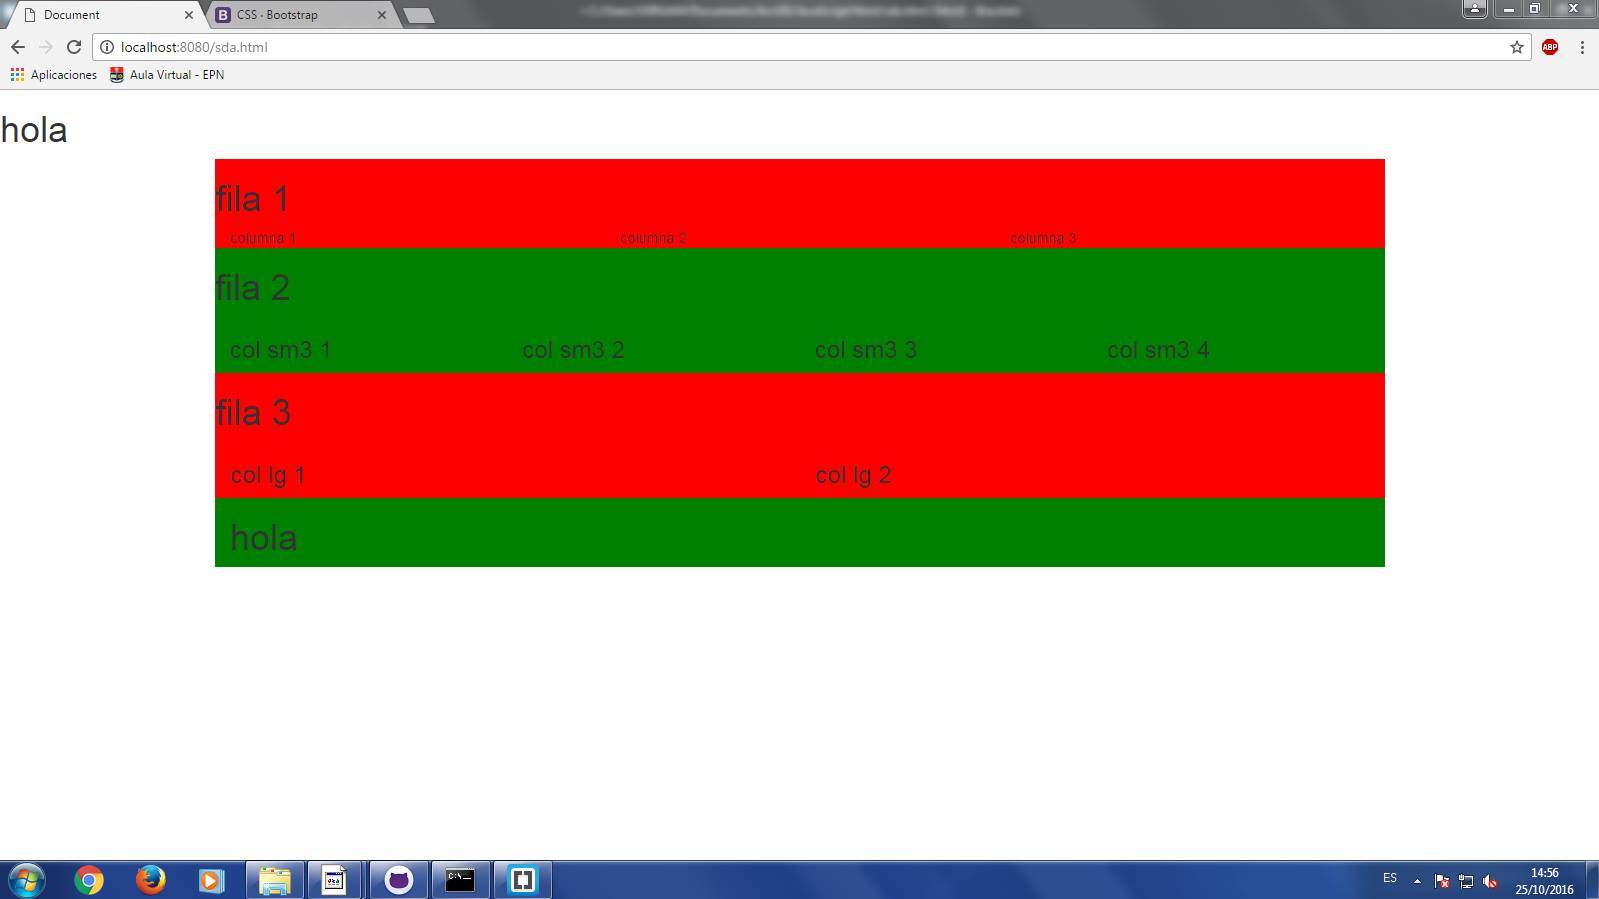 Document
CSS · Bootstrap
localhost:8080/sda.html
ABP
Aplicaciones
Aula Virtual - EPN
hola
fila 1
columna 1 columna 2 columna 3
fila 2
col sm3 1 col sm3 2 col sm3 3 col sm3 4
fila 3
col lg 1 col lg 2
hola
C:\_
ES
14:56
25/10/2016